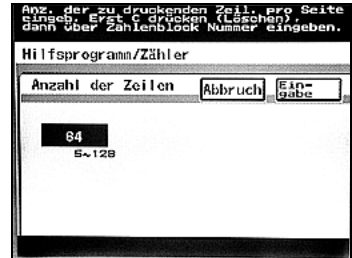 Anz. der zu druckenden Zeil. pro Seite
eingeb. Erst C drücken (Löschen),
dann über Zahlenblock Nummer eingeben.
Hilfsprogramm/Zähler
Anzahl der Zeilen
Abbruch
Ein-
gabe
64
5~128